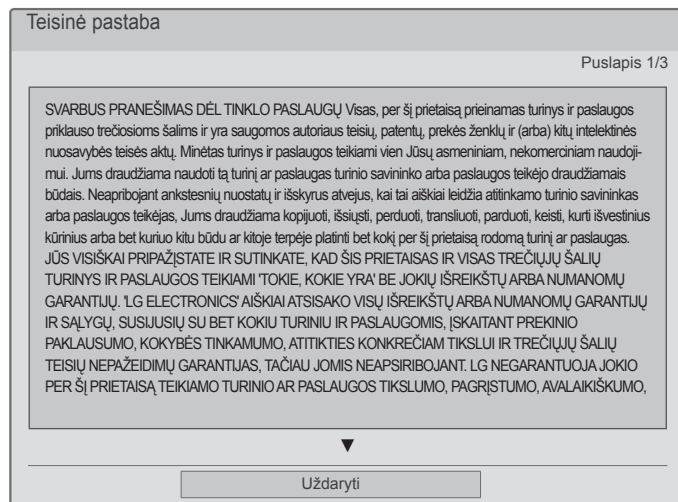 Teisinė pastaba
Puslapis 1/3
SVARBUS PRANEŠIMAS DĖL TINKLO PASLAUGŲ Visas, per šį prietaisą prieinamas turinys ir paslaugos
priklauso trečiosioms šalims ir yra saugomos autoriaus teisių, patentų, prekės ženklų ir (arba) kitų intelektinės
nuosavybės teisės aktų. Minėtas turinys ir paslaugos teikiami vien Jūsų asmeniniam, nekomerciniam naudoji-
mui. Jums draudžiama naudoti tą turinį ar paslaugas turinio savininko arba paslaugos teikėjo draudžiamais
būdais. Neapribojant ankstesnių nuostatų ir išskyrus atvejus, kai tai aiškiai leidžia atitinkamo turinio savininkas
arba paslaugos teikėjas, Jums draudžiama kopijuoti, išsiųsti, perduoti, transliuoti, parduoti, keisti, kurti išvestinius
kūrinius arba bet kuriuo kitu būdu ar kitoje terpėje platinti bet kokį per šį prietaisą rodomą turinį ar paslaugas.
JŪS VISIŠKAI PRIPAŽĮSTATE IR SUTINKATE, KAD ŠIS PRIETAISAS IR VISAS TREČIŲJŲ ŠALIŲ
TURINYS IR PASLAUGOS TEIKIAMI 'TOKIE, KOKIE YRA' BE JOKIŲ IŠREIKŠTŲ ARBA NUMANOMŲ
GARANTIJŲ. 'LG ELECTRONICS' AIŠKIAI ATSISAKO VISŲ IŠREIKŠTŲ ARBA NUMANOMŲ GARANTIJŲ
IR SĄLYGŲ, SUSIJUSIŲ SU BET KOKIU TURINIU IR PASLAUGOMIS, ĮSKAITANT PREKINIO
PAKLAUSUMO, KOKYBĖS TINKAMUMO, ATITIKTIES KONKREČIAM TIKSLUI IR TREČIŲJŲ ŠALIŲ
TEISIŲ NEPAŽEIDIMŲ GARANTIJAS, TAČIAU JOMIS NEAPSIRIBOJANT. LG NEGARANTUOJA JOKIO
PER ŠĮ PRIETAISĄ TEIKIAMO TURINIO AR PASLAUGOS TIKSLUMO, PAGRĮSTUMO, AVALAIKIŠKUMO,
Uždaryti